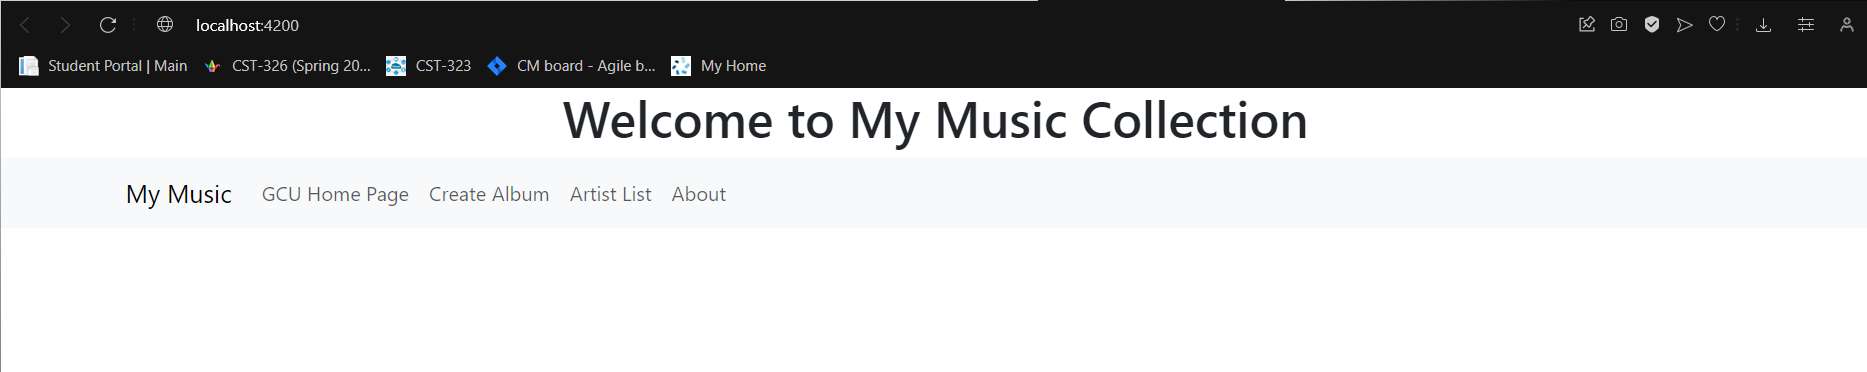 localhost:4200
Student Portal | Main CST-326 (Spring 20... CST-323 CM board - Agile b... My Home
Welcome to My Music Collection
My Music GCU Home Page Create Album Artist List About